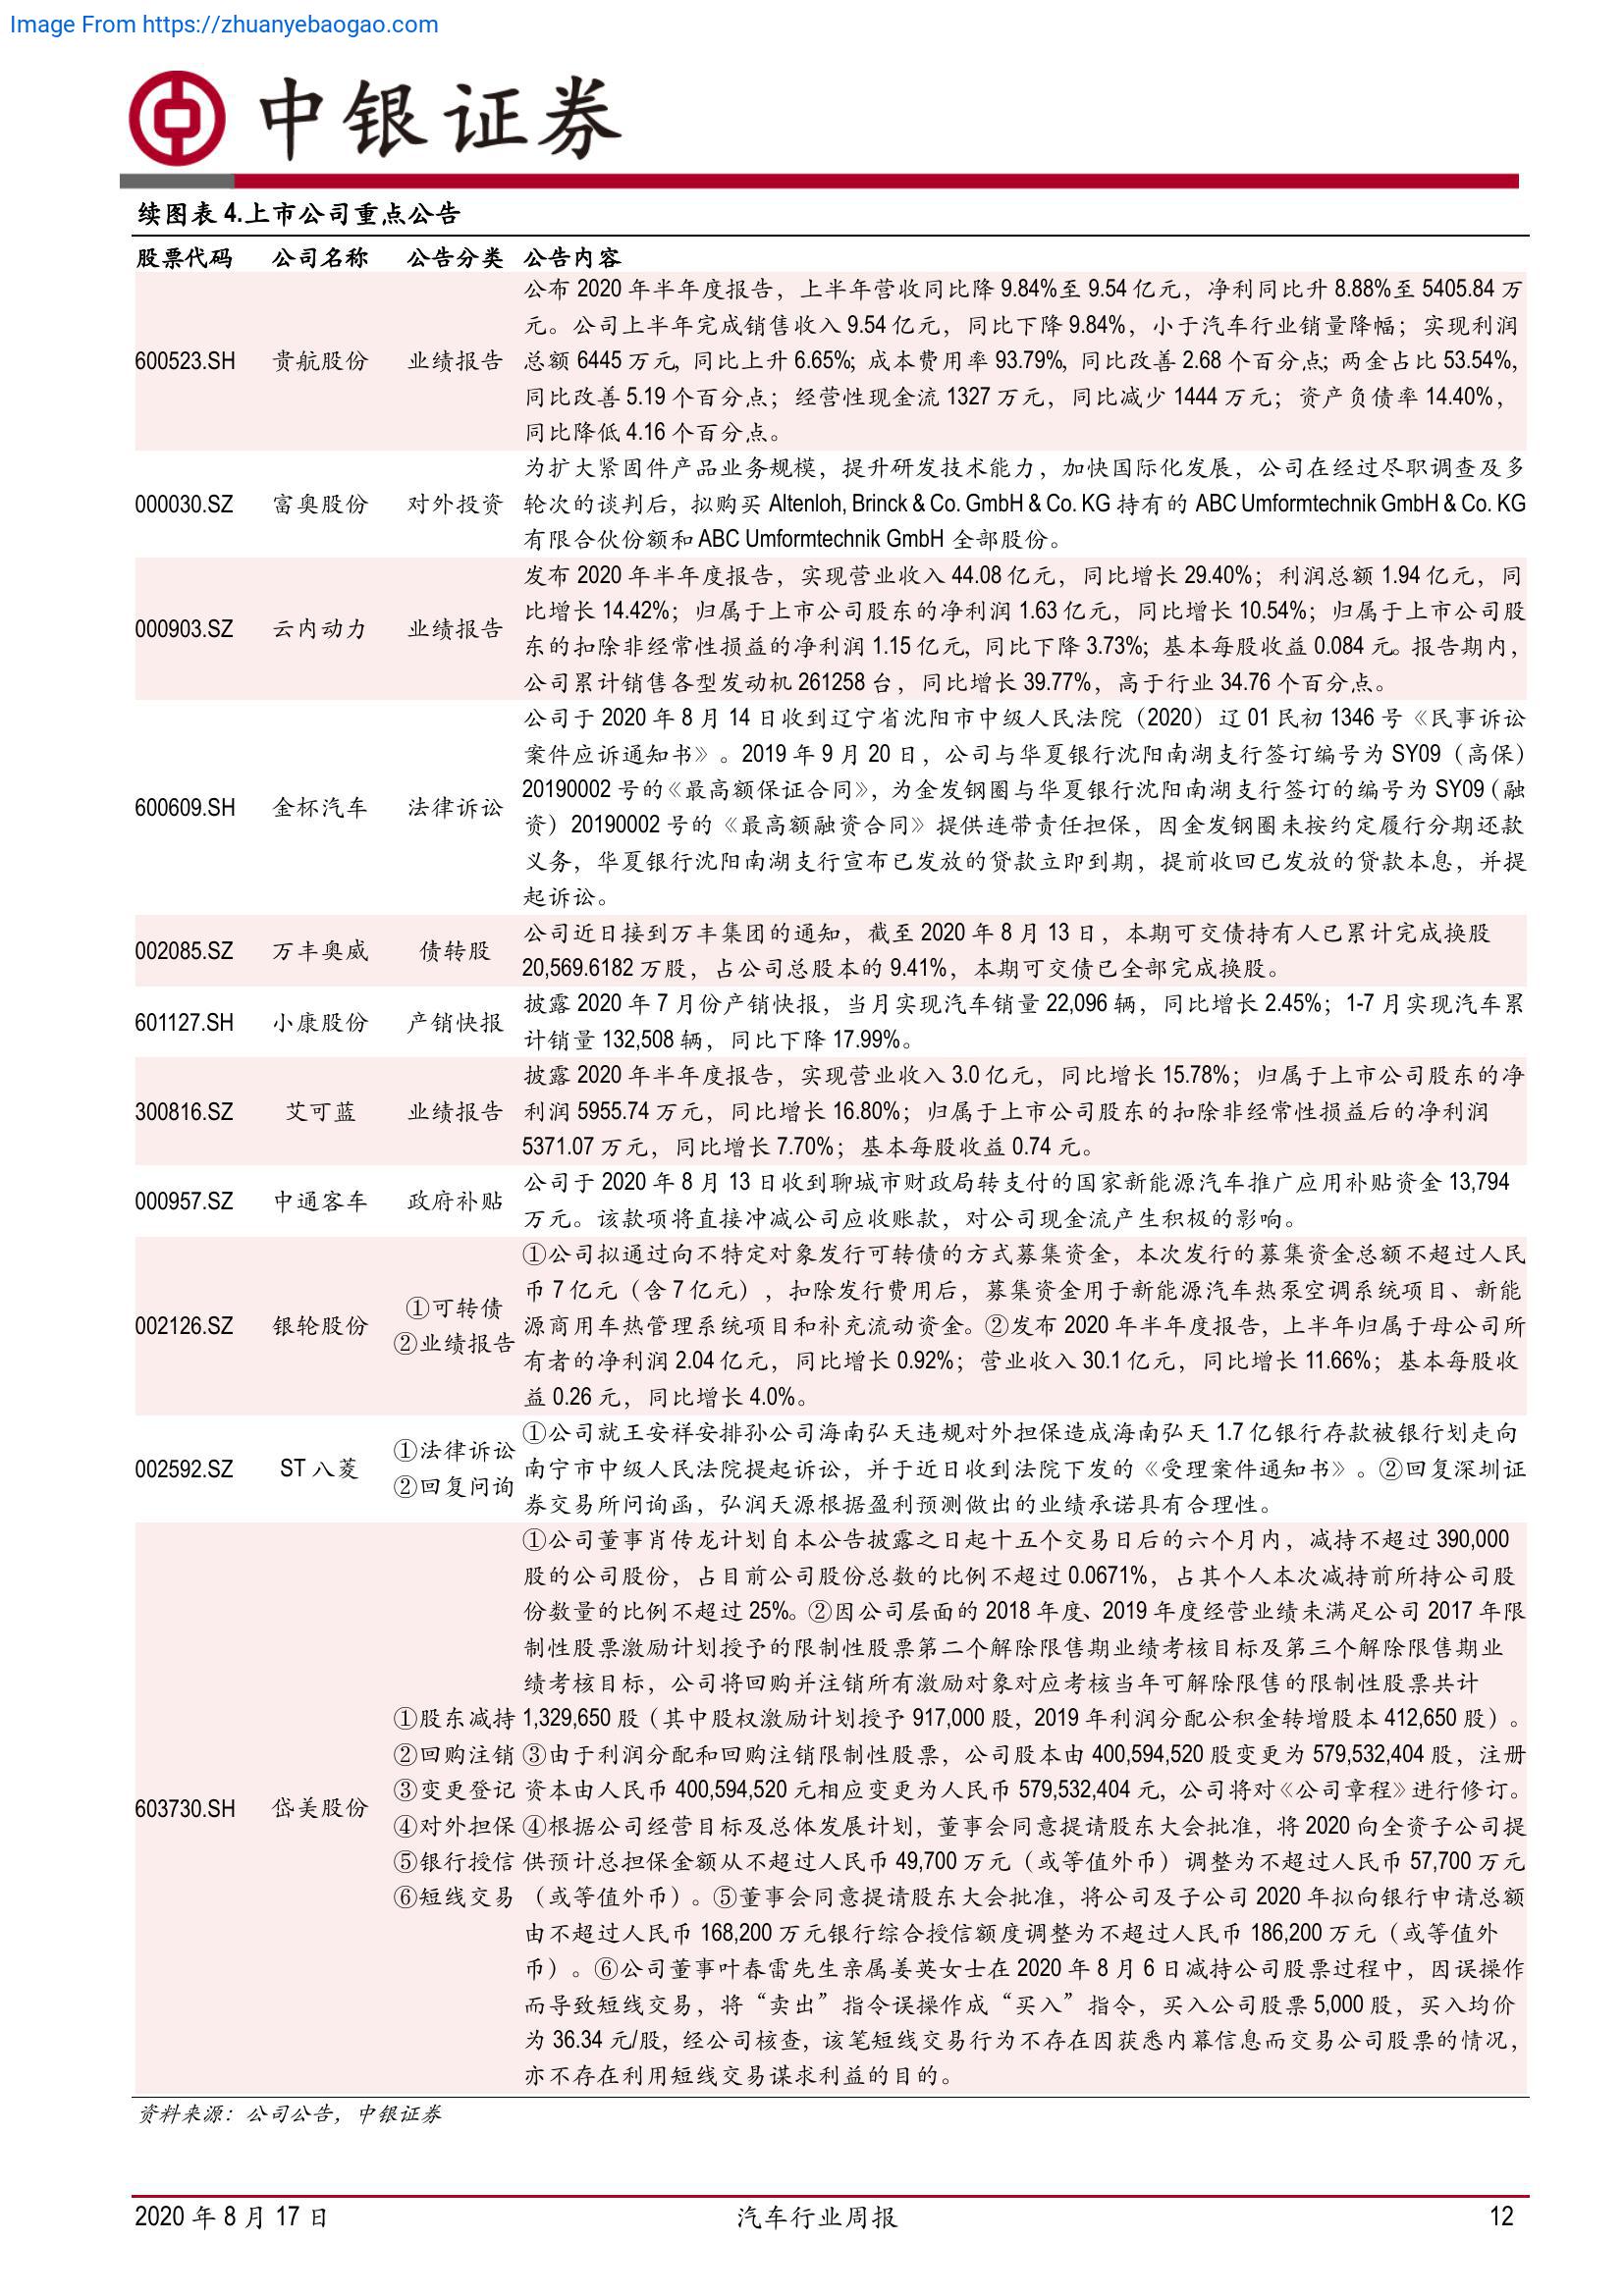 Image From https://zhuanyebaogao.com
中银证券
续图表 4.上市公司重点公告
股票代码 公司名称 公告分类 公告内容
公布 2020 年半年度报告，上半年营收同比降 9.84%至 9.54 亿元，净利同比升 8.88%至 5405.84 万
元。公司上半年完成销售收入 9.54 亿元，同比下降 9.84%，小于汽车行业销量降幅；实现利润
600523.SH 贵航股份 业绩报告 总额 6445 万元，同比上升 6.65%；成本费用率 93.79%，同比改善 2.68 个百分点；两金占比 53.54%，
同比改善 5.19 个百分点；经营性现金流 1327 万元，同比减少 1444 万元；资产负债率 14.40%，
同比降低 4.16 个百分点。
为扩大紧固件产品业务规模，提升研发技术能力，加快国际化发展，公司在经过尽职调查及多
000030.SZ 富奥股份 对外投资 轮次的谈判后，拟购买 Altenloh, Brinck & Co. GmbH & Co. KG 持有的 ABC Umformtechnik GmbH & Co. KG
有限合伙份额和 ABC Umformtechnik GmbH 全部股份。
发布 2020 年半年度报告，实现营业收入 44.08 亿元，同比增长 29.40%；利润总额 1.94 亿元，同
比增长 14.42%；归属于上市公司股东的净利润 1.63 亿元，同比增长 10.54%；归属于上市公司股
000903.SZ 云内动力 业绩报告
东的扣除非经常性损益的净利润 1.15 亿元，同比下降 3.73%；基本每股收益 0.084 元。报告期内，
公司累计销售各型发动机 261258 台，同比增长 39.77%，高于行业 34.76 个百分点。
公司于 2020 年 8 月 14 日收到辽宁省沈阳市中级人民法院（2020）辽 01 民初 1346 号《民事诉讼
案件应诉通知书》。2019 年 9 月 20 日，公司与华夏银行沈阳南湖支行签订编号为 SY09（高保）
20190002 号的《最高额保证合同》，为金发钢圈与华夏银行沈阳南湖支行签订的编号为 SY09（融
600609.SH 金杯汽车 法律诉讼
资）20190002 号的《最高额融资合同》提供连带责任担保，因金发钢圈未按约定履行分期还款
义务，华夏银行沈阳南湖支行宣布已发放的贷款立即到期，提前收回已发放的贷款本息，并提
起诉讼。
公司近日接到万丰集团的通知，截至 2020 年 8 月 13 日，本期可交债持有人已累计完成换股
002085.SZ 万丰奥威 债转股
20,569.6182 万股，占公司总股本的 9.41%，本期可交债已全部完成换股。
披露 2020 年 7 月份产销快报，当月实现汽车销量 22,096 辆，同比增长 2.45%；1-7 月实现汽车累
601127.SH 小康股份 产销快报
计销量 132,508 辆，同比下降 17.99%。
披露 2020 年半年度报告，实现营业收入 3.0 亿元，同比增长 15.78%；归属于上市公司股东的净
300816.SZ 艾可蓝 业绩报告 利润 5955.74 万元，同比增长 16.80%；归属于上市公司股东的扣除非经常性损益后的净利润
5371.07 万元，同比增长 7.70%；基本每股收益 0.74 元。
公司于 2020 年 8 月 13 日收到聊城市财政局转支付的国家新能源汽车推广应用补贴资金 13,794
000957.SZ 中通客车 政府补贴
万元。该款项将直接冲减公司应收账款，对公司现金流产生积极的影响。
①公司拟通过向不特定对象发行可转债的方式募集资金，本次发行的募集资金总额不超过人民
币 7 亿元（含 7 亿元），扣除发行费用后，募集资金用于新能源汽车热泵空调系统项目、新能
①可转债
002126.SZ 银轮股份 源商用车热管理系统项目和补充流动资金。②发布 2020 年半年度报告，上半年归属于母公司所
②业绩报告
有者的净利润 2.04 亿元，同比增长 0.92%；营业收入 30.1 亿元，同比增长 11.66%；基本每股收
益 0.26 元，同比增长 4.0%。
①公司就王安祥安排孙公司海南弘天违规对外担保造成海南弘天 1.7 亿银行存款被银行划走向
①法律诉讼
002592.SZ ST 八菱 南宁市中级人民法院提起诉讼，并于近日收到法院下发的《受理案件通知书》。②回复深圳证
②回复问询
券交易所问询函，弘润天源根据盈利预测做出的业绩承诺具有合理性。
①公司董事肖传龙计划自本公告披露之日起十五个交易日后的六个月内，减持不超过 390,000
股的公司股份，占目前公司股份总数的比例不超过 0.0671%，占其个人本次减持前所持公司股
份数量的比例不超过 25%。②因公司层面的 2018 年度、2019 年度经营业绩未满足公司 2017 年限
制性股票激励计划授予的限制性股票第二个解除限售期业绩考核目标及第三个解除限售期业
绩考核目标，公司将回购并注销所有激励对象对应考核当年可解除限售的限制性股票共计
①股东减持 1,329,650 股（其中股权激励计划授予 917,000 股，2019 年利润分配公积金转增股本 412,650 股）。
②回购注销 ③由于利润分配和回购注销限制性股票，公司股本由 400,594,520 股变更为 579,532,404 股，注册
③变更登记 资本由人民币 400,594,520 元相应变更为人民币 579,532,404 元，公司将对《公司章程》进行修订。
603730.SH 岱美股份
④对外担保 ④根据公司经营目标及总体发展计划，董事会同意提请股东大会批准，将 2020 向全资子公司提
⑤银行授信 供预计总担保金额从不超过人民币 49,700 万元（或等值外币）调整为不超过人民币 57,700 万元
⑥短线交易 （或等值外币）。⑤董事会同意提请股东大会批准，将公司及子公司 2020 年拟向银行申请总额
由不超过人民币 168,200 万元银行综合授信额度调整为不超过人民币 186,200 万元（或等值外
币）。⑥公司董事叶春雷先生亲属姜英女士在 2020 年 8 月 6 日减持公司股票过程中，因误操作
而导致短线交易，将“卖出”指令误操作成“买入”指令，买入公司股票 5,000 股，买入均价
为 36.34 元/股，经公司核查，该笔短线交易行为不存在因获悉内幕信息而交易公司股票的情况，
亦不存在利用短线交易谋求利益的目的。
资料来源：公司公告，中银证券
2020 年 8 月 17 日 汽车行业周报 12